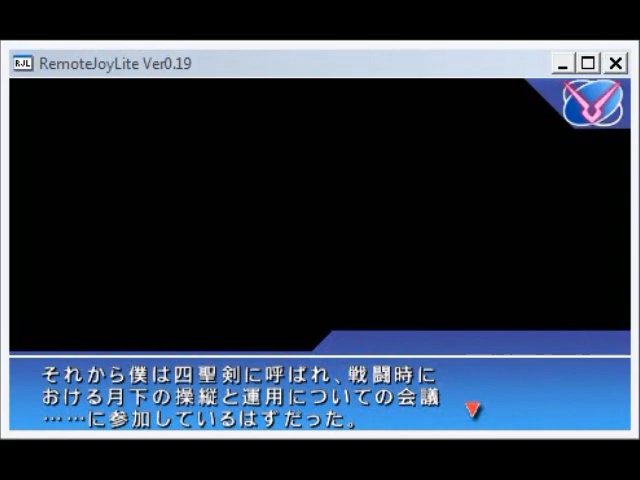 RJL RemoteJoyLite Ver0.19
それから僕は四聖剣に呼ばれ、戦闘時に
おける月下の操縦と運用についての会議
……に参加しているはずだった。